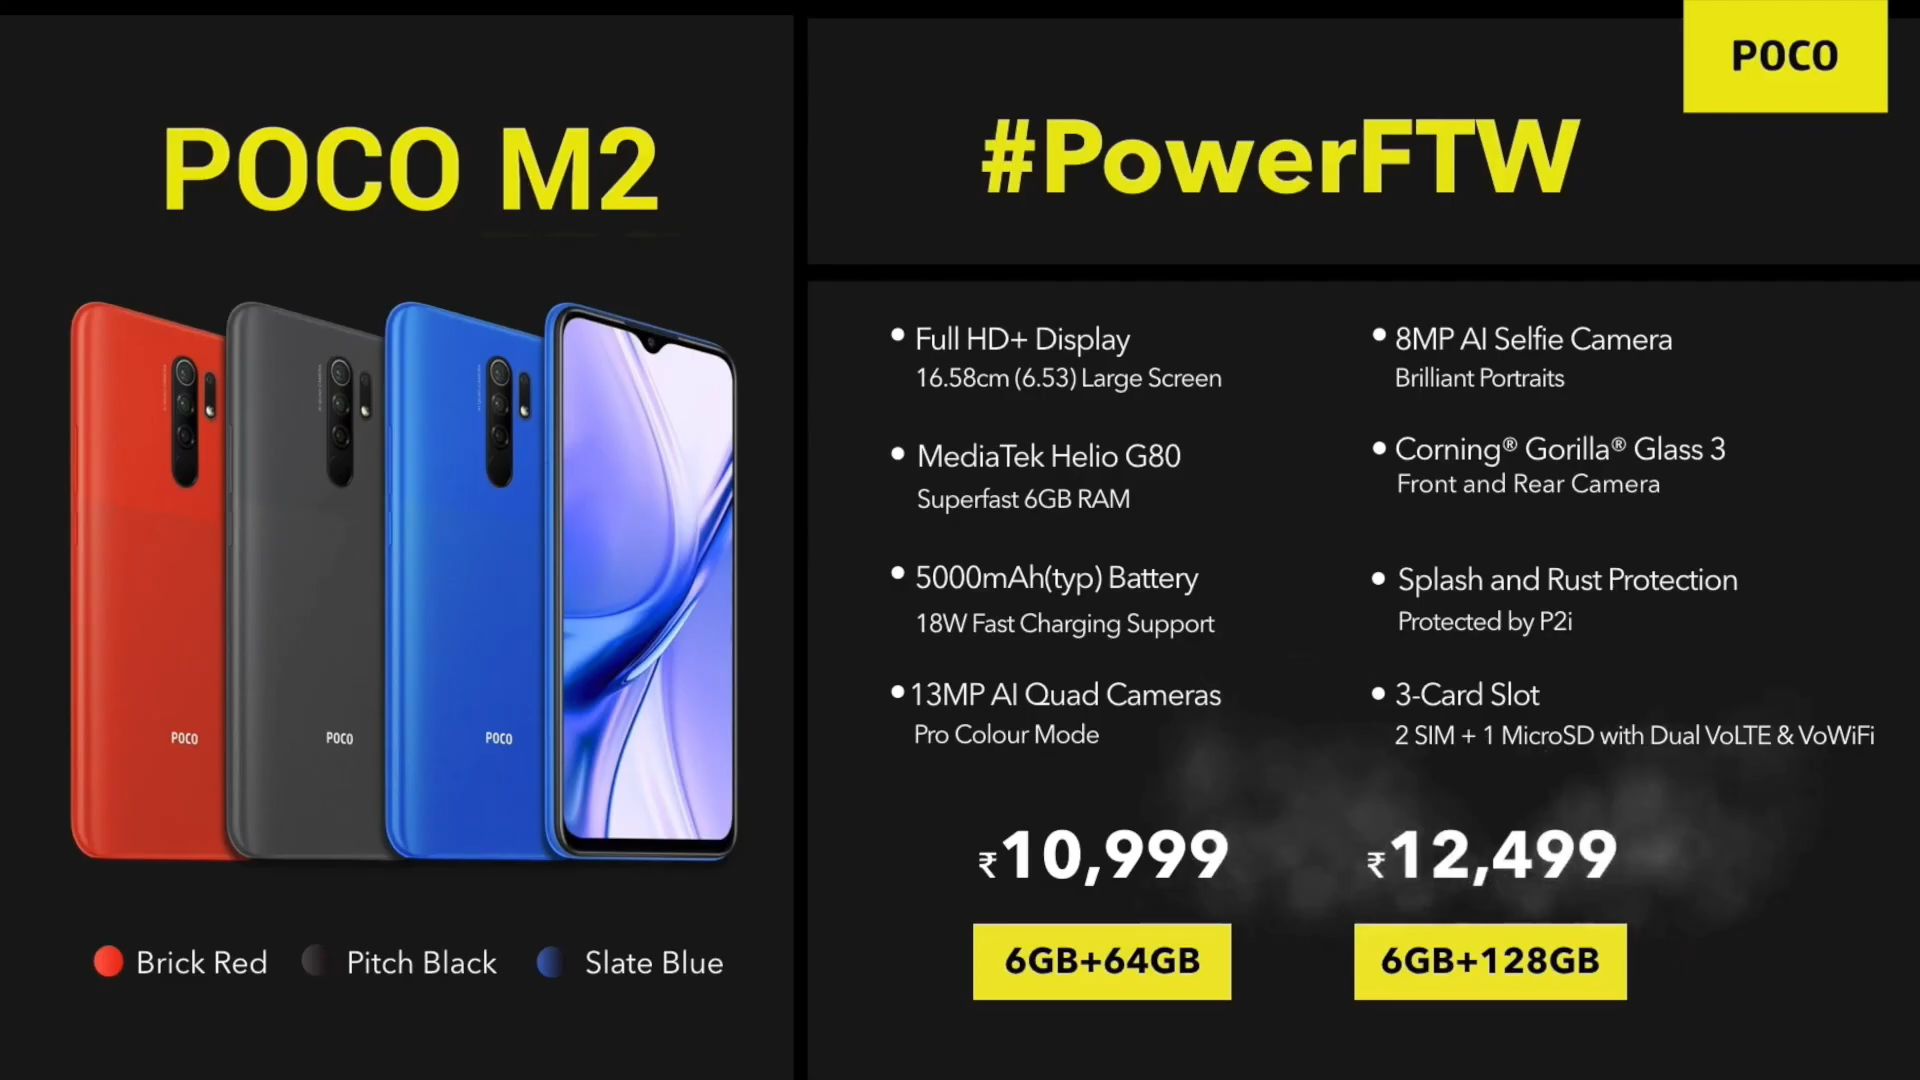 POCO
POCO M2
#PowerFTW
POCO
POCO
POCO
Brick Red
Pitch Black
Slate Blue
• Full HD+ Display
16.58cm (6.53) Large Screen
• MediaTek Helio G80
Superfast 6GB RAM
• 5000mAh(typ) Battery
18W Fast Charging Support
• 13MP AI Quad Cameras
Pro Colour Mode
• 8MP AI Selfie Camera
Brilliant Portraits
• Corning® Gorilla® Glass 3
Front and Rear Camera
• Splash and Rust Protection
Protected by P2i
• 3-Card Slot
2 SIM + 1 MicroSD with Dual VoLTE & VoWiFi
₹10,999
6GB+64GB
₹12,499
6GB+128GB